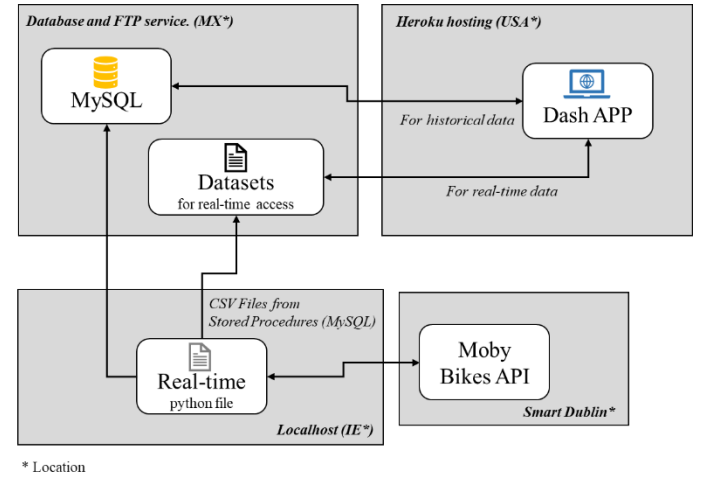 Database and FTP service. (MX*)
MySQL
Datasets
for real-time access
Heroku hosting (USA*)
Dash APP
For historical data
For real-time data
CSV Files from
Stored Procedures (MySQL)
Real-time
python file
Localhost (IE*)
Moby
Bikes API
Smart Dublin*
* Location